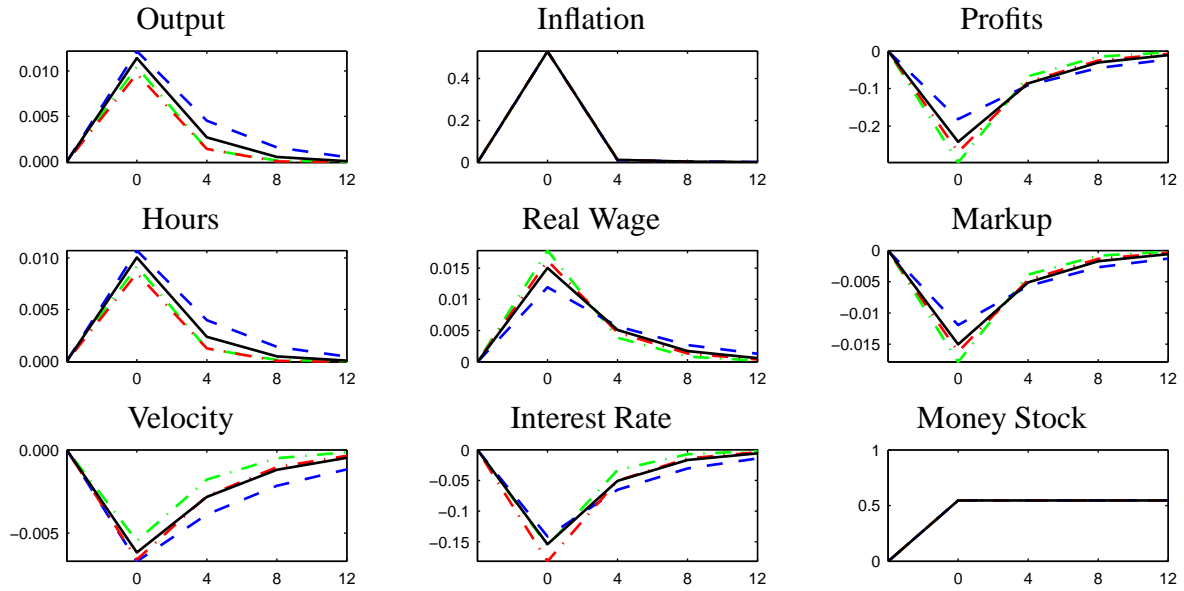 Output
0.010
0.005
0.000
0 4 8 12
Inflation
0.4
0.2
0
0 4 8 12
Profits
0
−0.1
−0.2
0 4 8 12
Hours
0.010
0.005
0.000
0 4 8 12
Real Wage
0.015
0.010
0.005
0
0 4 8 12
Markup
0
−0.005
−0.01
−0.015
0 4 8 12
Velocity
0.000
−0.005
0 4 8 12
Interest Rate
0
−0.05
−0.1
−0.15
0 4 8 12
Money Stock
1
0.5
0
0 4 8 12